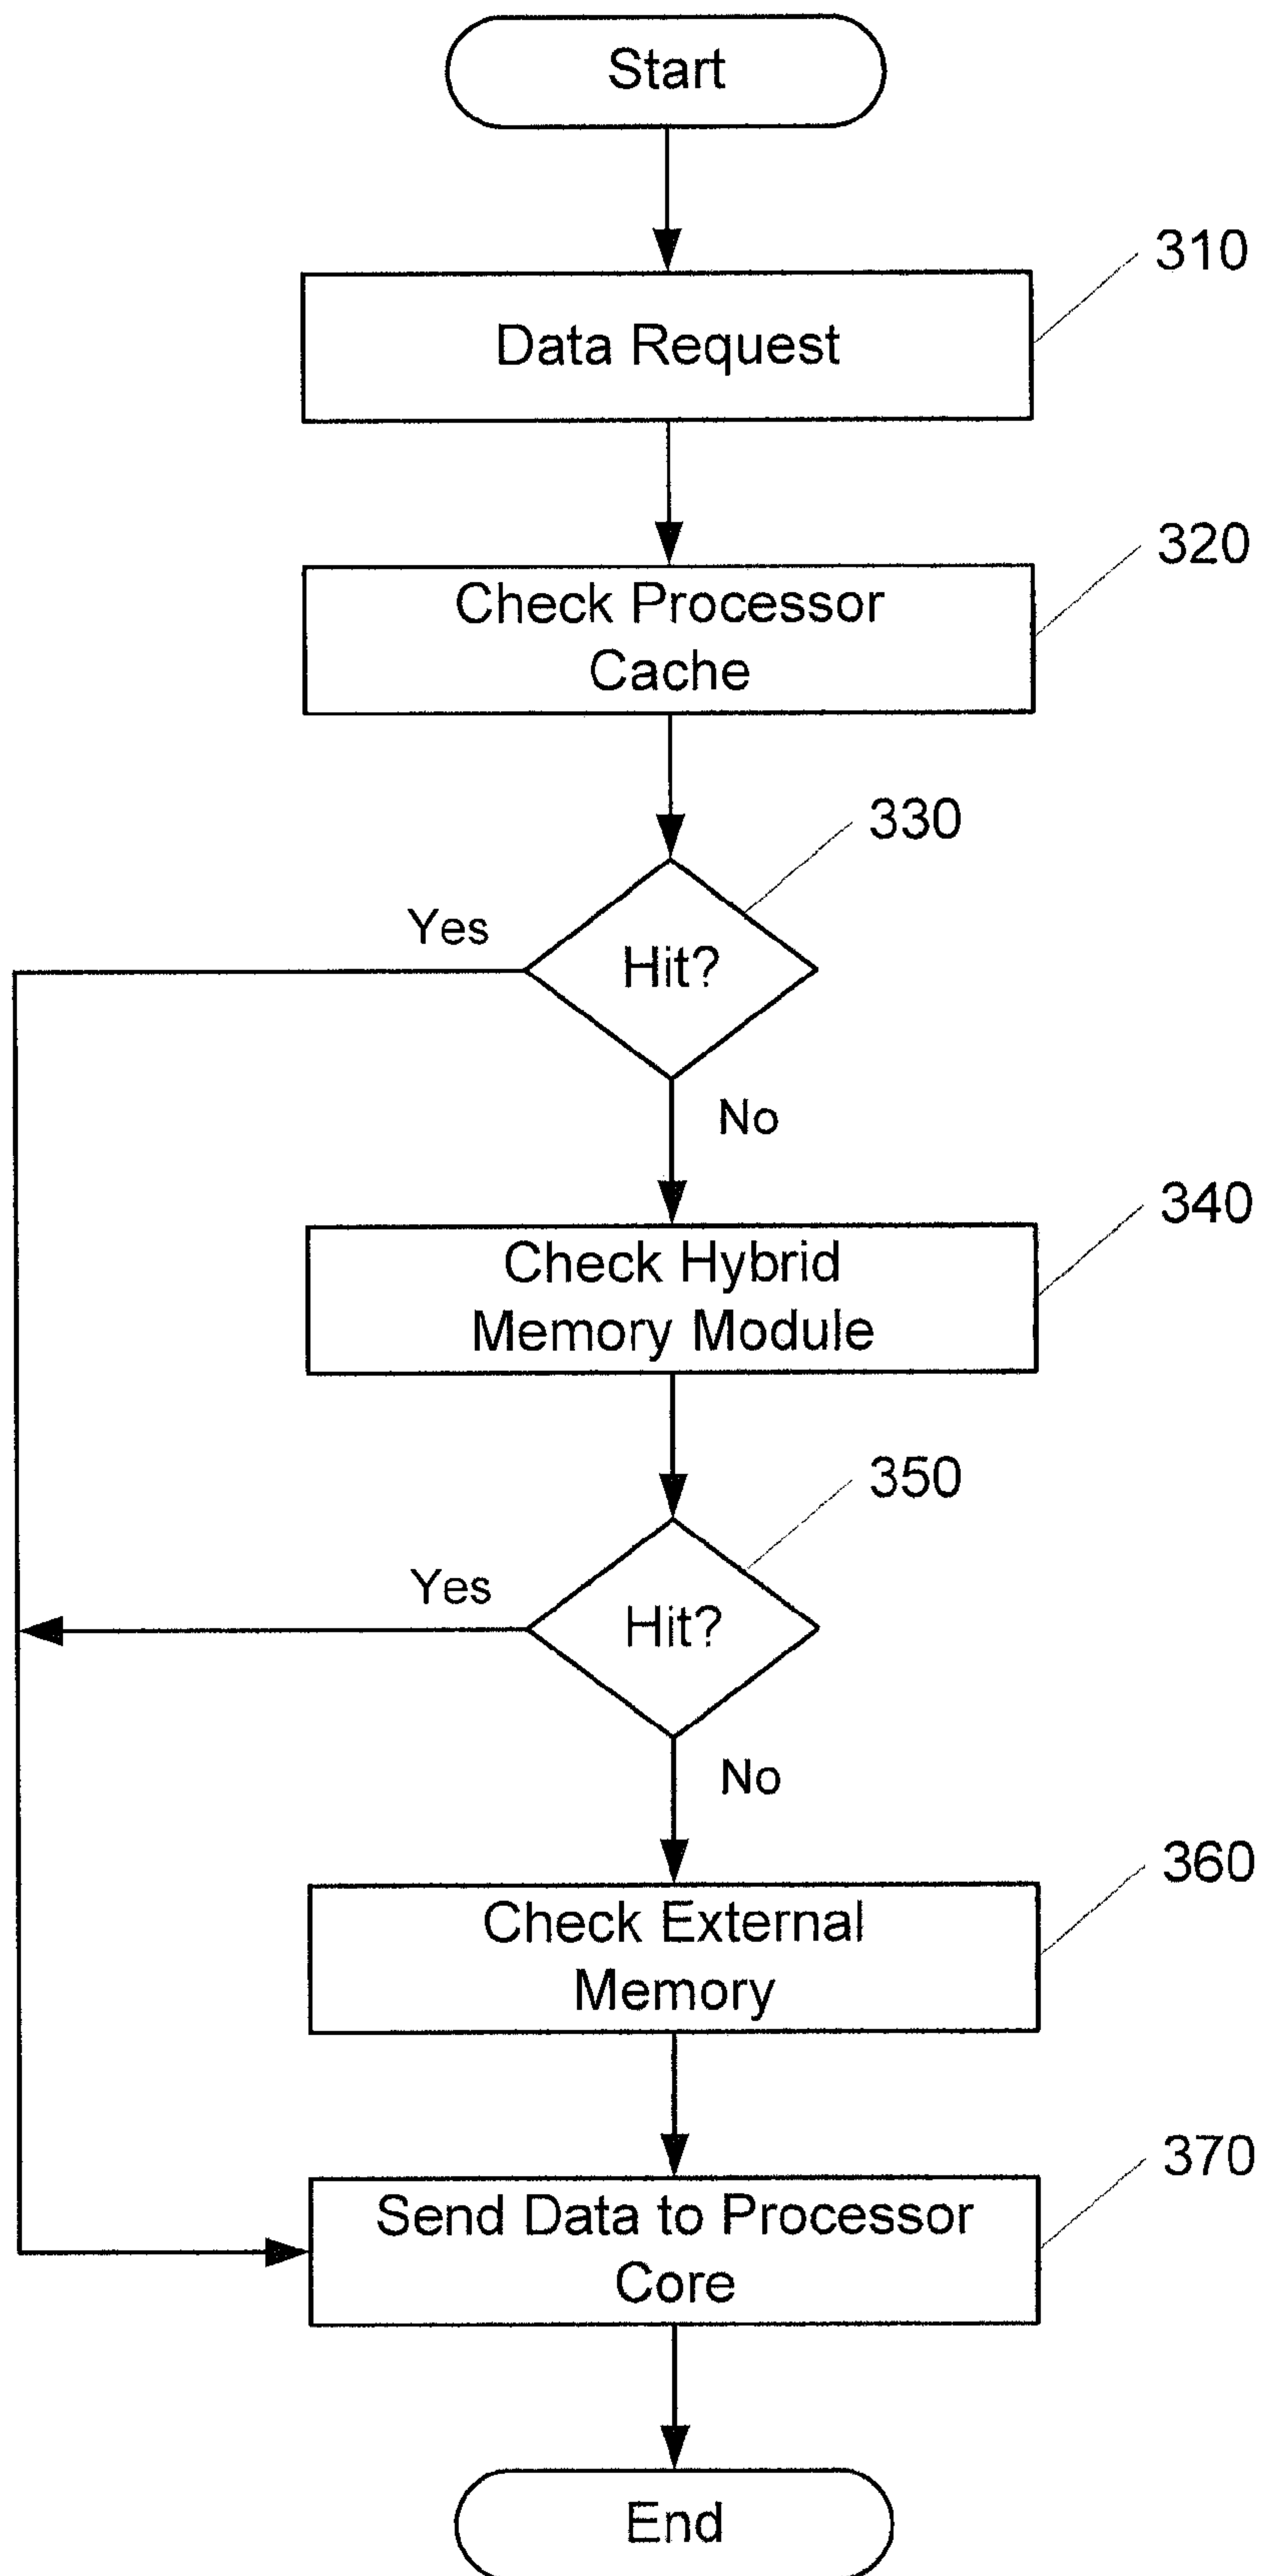 Start
310
Data Request
320
Check Processor
Cache
330
Yes
Hit?
No
340
Check Hybrid
Memory Module
350
Yes
Hit?
No
360
Check External
Memory
370
Send Data to Processor
Core
End